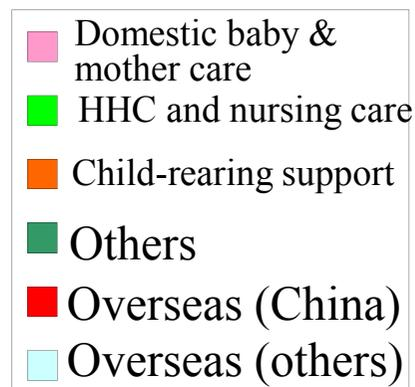 Domestic baby &
mother care
HHC and nursing care
Child-rearing support
Others
Overseas (China)
Overseas (others)